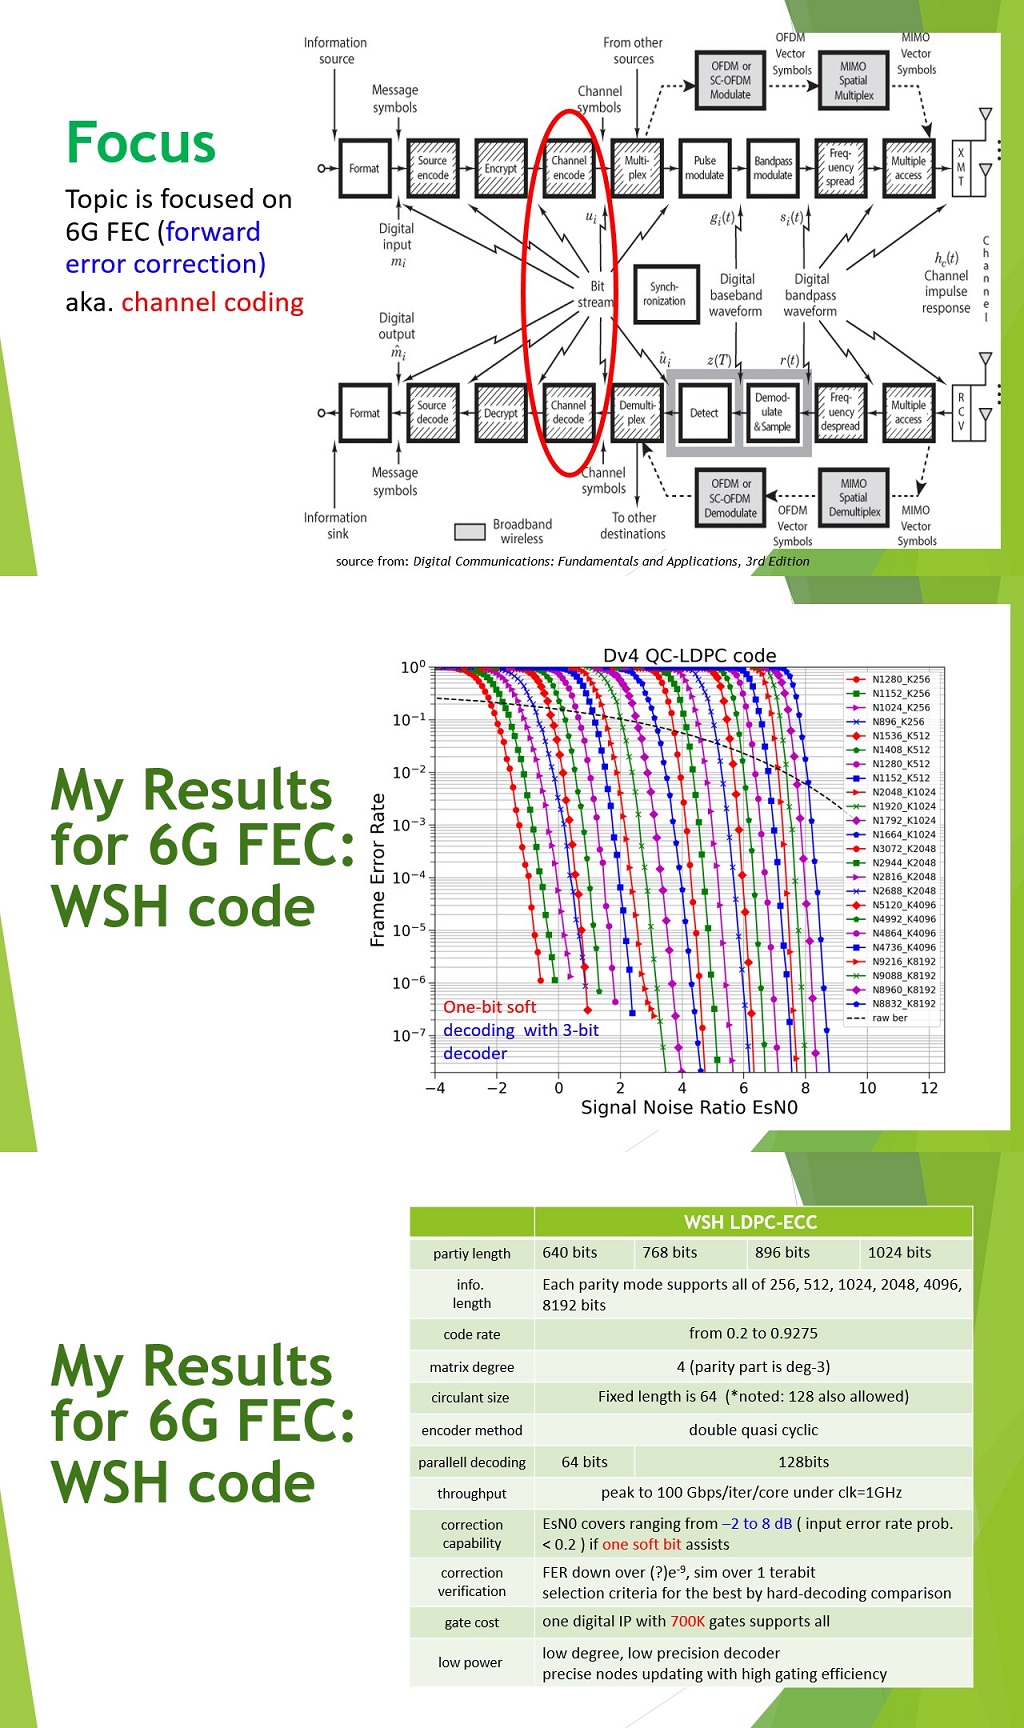 Focus
Topic is focused on
6G FEC (forward
error correction)
aka. channel coding
Information
source
Message
symbols
From other
sources
Channel
symbols
OFDM or
SC-OFDM
Modulate
OFDM
Vector
Symbols
MIMO
Spatial
Multiplex
MIMO
Vector
Symbols
Format
Source
encode
Encrypt
Channel
encode
Multi-
plex
Pulse
modulate
Bandpass
modulate
Freq-
uency
spread
Multiple
access
X
M
T
Digital
input
mi
ui
gi(t)
si(t)
Bit
stream
Synch-
ronization
Digital
baseband
waveform
Digital
bandpass
waveform
hc(t)
Channel
impulse
response
C
h
a
n
n
e
l
Digital
output
m̂i
ûi
z(T)
r(t)
Format
Source
decode
Decrypt
Channel
decode
Demulti-
plex
Detect
Demod-
ulate
& Sample
Freq-
uency
despread
Multiple
access
R
C
V
Message
symbols
Channel
symbols
Information
sink
Broadband
wireless
To other
destinations
OFDM or
SC-OFDM
Demodulate
OFDM
Vector
Symbols
MIMO
Spatial
Demultiplex
MIMO
Vector
Symbols
source from: Digital Communications: Fundamentals and Applications, 3rd Edition
My Results
for 6G FEC:
WSH code
Dv4 QC-LDPC code
Frame Error Rate
10⁰
10⁻¹
10⁻²
10⁻³
10⁻⁴
10⁻⁵
10⁻⁶
10⁻⁷
One-bit soft
decoding with 3-bit
decoder
−4 −2 0 2 4 6 8 10 12
Signal Noise Ratio EsN0
N1280_K256
N1152_K256
N1024_K256
N896_K256
N1536_K512
N1408_K512
N1280_K512
N1152_K512
N2048_K1024
N1920_K1024
N1792_K1024
N1664_K1024
N3072_K2048
N2944_K2048
N2816_K2048
N2688_K2048
N5120_K4096
N4992_K4096
N4864_K4096
N4736_K4096
N9216_K8192
N9088_K8192
N8960_K8192
N8832_K8192
raw ber
My Results
for 6G FEC:
WSH code
WSH LDPC-ECC
partiy length 640 bits 768 bits 896 bits 1024 bits
info.
length
Each parity mode supports all of 256, 512, 1024, 2048, 4096,
8192 bits
code rate from 0.2 to 0.9275
matrix degree 4 (parity part is deg-3)
circulant size Fixed length is 64 (*noted: 128 also allowed)
encoder method double quasi cyclic
parallell decoding 64 bits 128bits
throughput peak to 100 Gbps/iter/core under clk=1GHz
correction
capability
EsN0 covers ranging from −2 to 8 dB ( input error rate prob.
< 0.2 ) if one soft bit assists
correction
verification
FER down over (?)e⁻⁹, sim over 1 terabit
selection criteria for the best by hard-decoding comparison
gate cost one digital IP with 700K gates supports all
low power
low degree, low precision decoder
precise nodes updating with high gating efficiency